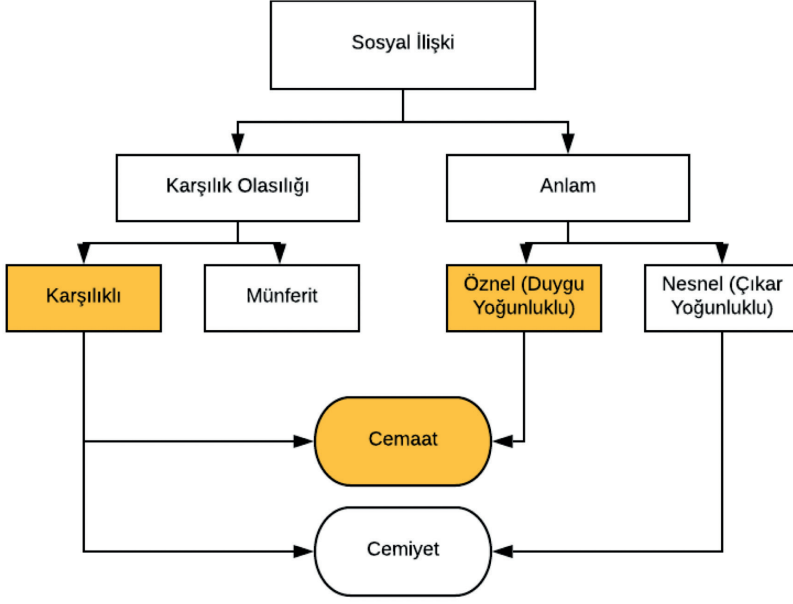 Sosyal İlişki
Karşılık Olasılığı
Anlam
Karşılıklı
Münferit
Öznel (Duygu
Yoğunluklu)
Nesnel (Çıkar
Yoğunluklu)
Cemaat
Cemiyet